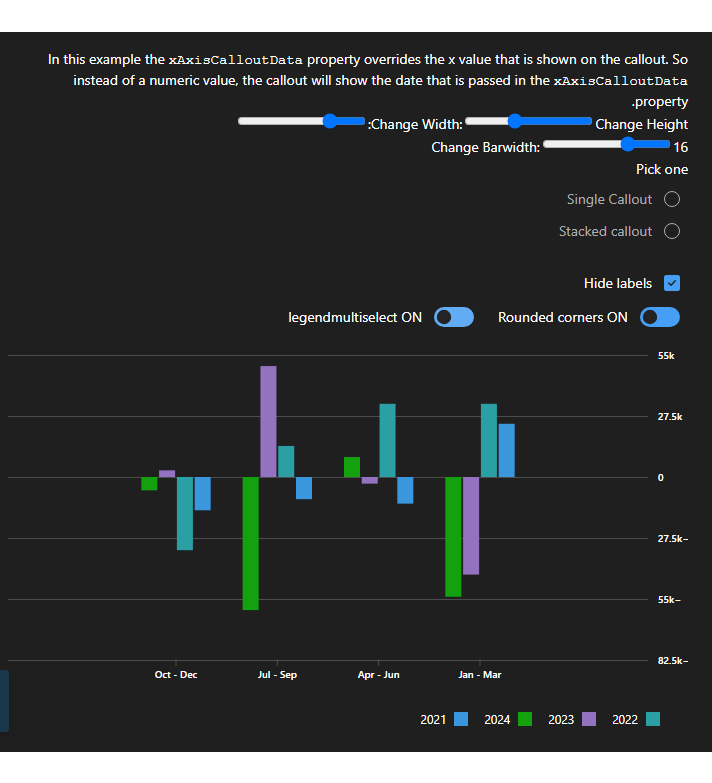 In this example the xAxisCalloutData property overrides the x value that is shown on the callout. So
instead of a numeric value, the callout will show the date that is passed in the xAxisCalloutData
.property
:Change Width: Change Height
Change Barwidth: 16
Pick one
Single Callout
Stacked callout
Hide labels
legendmultiselect ON Rounded corners ON
55k
27.5k
0
27.5k−
55k−
82.5k−
Oct - Dec Jul - Sep Apr - Jun Jan - Mar
2021 2024 2023 2022